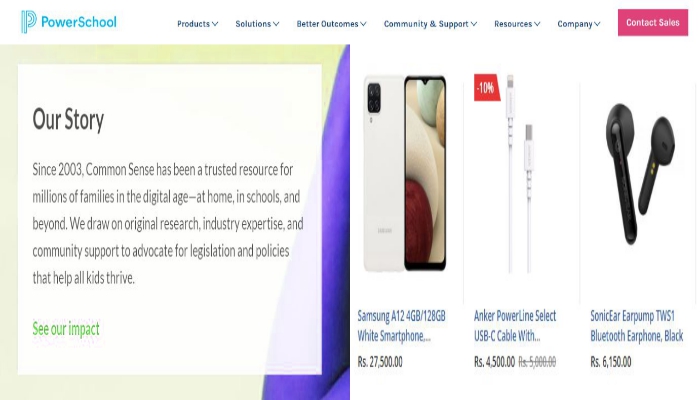 PowerSchool
Products
Solutions
Better Outcomes
Community & Support
Resources
Company
Contact Sales
Our Story
Since 2003, Common Sense has been a trusted resource for
millions of families in the digital age—at home, in schools, and
beyond. We draw on original research, industry expertise, and
community support to advocate for legislation and policies
that help all kids thrive.
See our impact
-10%
SAMSUNG
Samsung A12 4GB/128GB
White Smartphone,...
Rs. 27,500.00
Anker PowerLine Select
USB-C Cable With...
Rs. 4,500.00 Rs. 5,000.00
SonicEar Earpump TWS1
Bluetooth Earphone, Black
Rs. 6,150.00